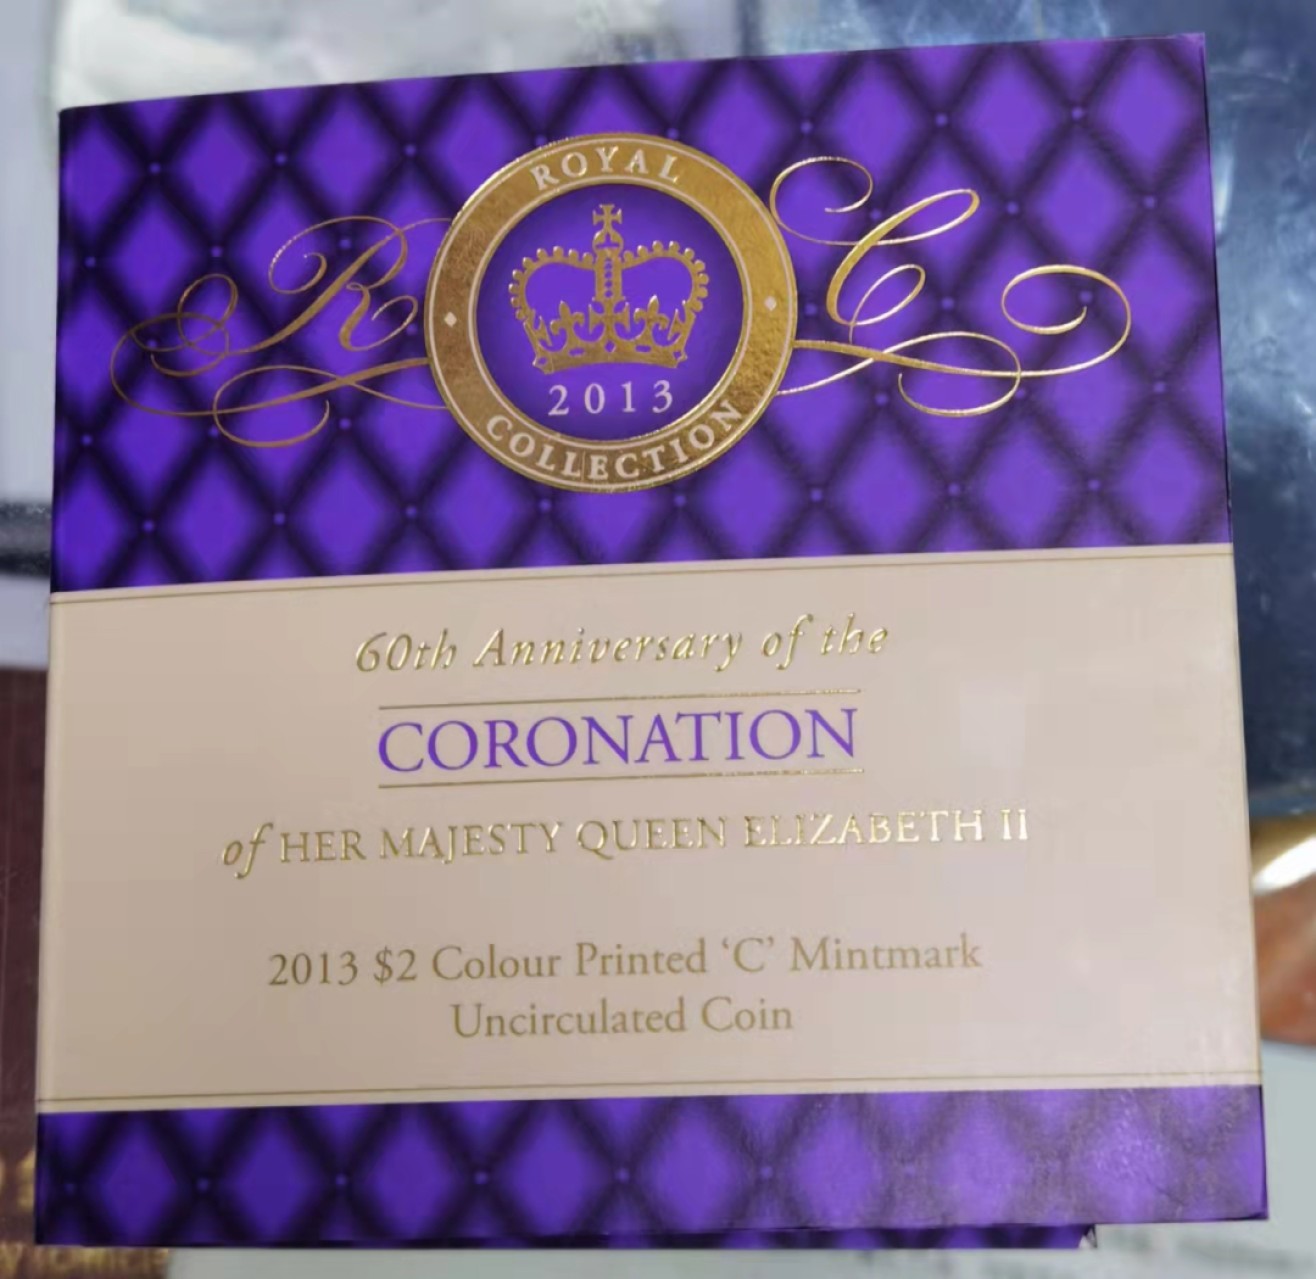 R C
ROYAL
2013
COLLECTION
60th Anniversary of the
CORONATION
of HER MAJESTY QUEEN ELIZABETH II
2013 $2 Colour Printed ‘C’ Mintmark
Uncirculated Coin